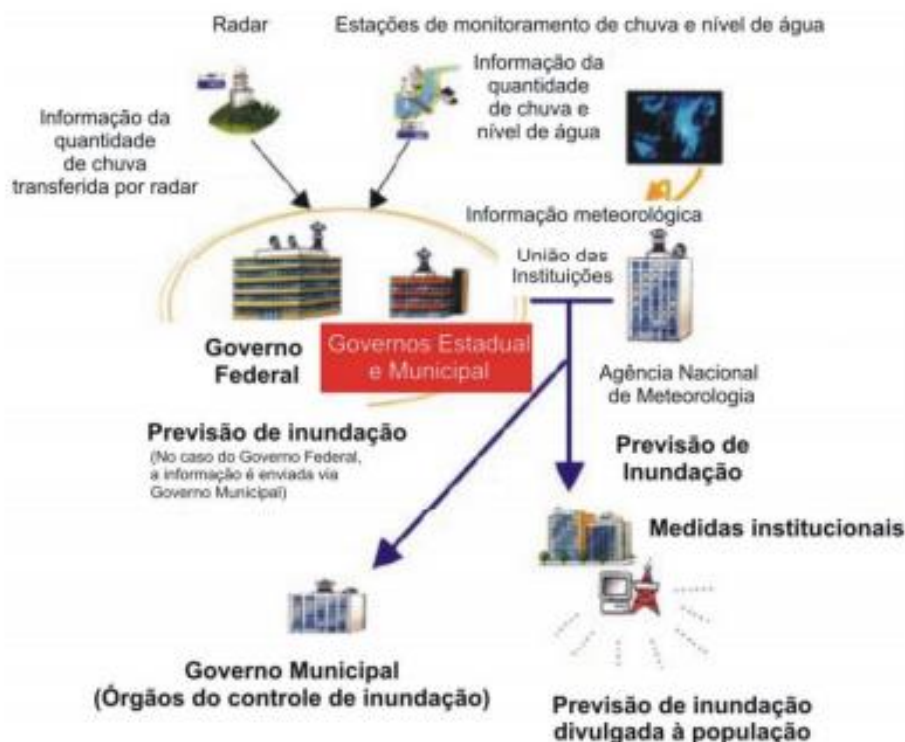 Radar
Estações de monitoramento de chuva e nível de água
Informação da
quantidade
de chuva e
nível de água
Informação da
quantidade
de chuva
transferida por radar
Informação meteorológica
União das
Instituições
Governo
Federal
Governos Estadual
e Municipal
Agência Nacional
de Meteorologia
Previsão de inundação
(No caso do Governo Federal,
a informação é enviada via
Governo Municipal)
Previsão de
Inundação
Medidas institucionais
Governo Municipal
(Órgãos do controle de inundação)
Previsão de inundação
divulgada à população